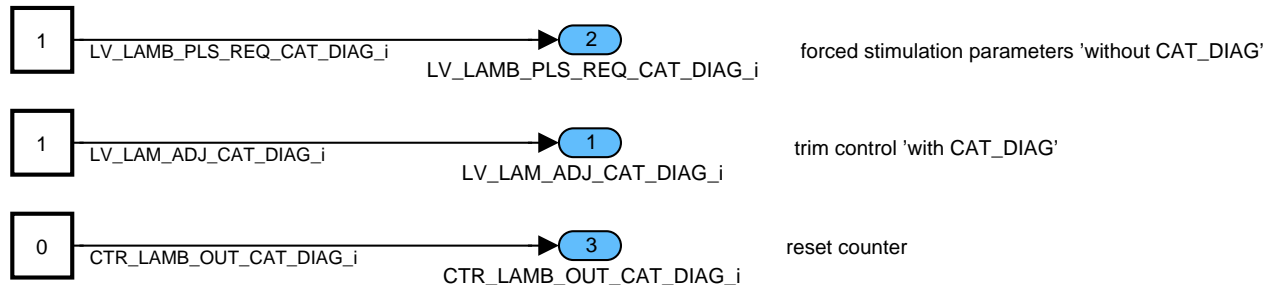 1
LV_LAMB_PLS_REQ_CAT_DIAG_i
2
LV_LAMB_PLS_REQ_CAT_DIAG_i
forced stimulation parameters 'without CAT_DIAG'
1
LV_LAM_ADJ_CAT_DIAG_i
1
LV_LAM_ADJ_CAT_DIAG_i
trim control 'with CAT_DIAG'
0
CTR_LAMB_OUT_CAT_DIAG_i
3
CTR_LAMB_OUT_CAT_DIAG_i
reset counter